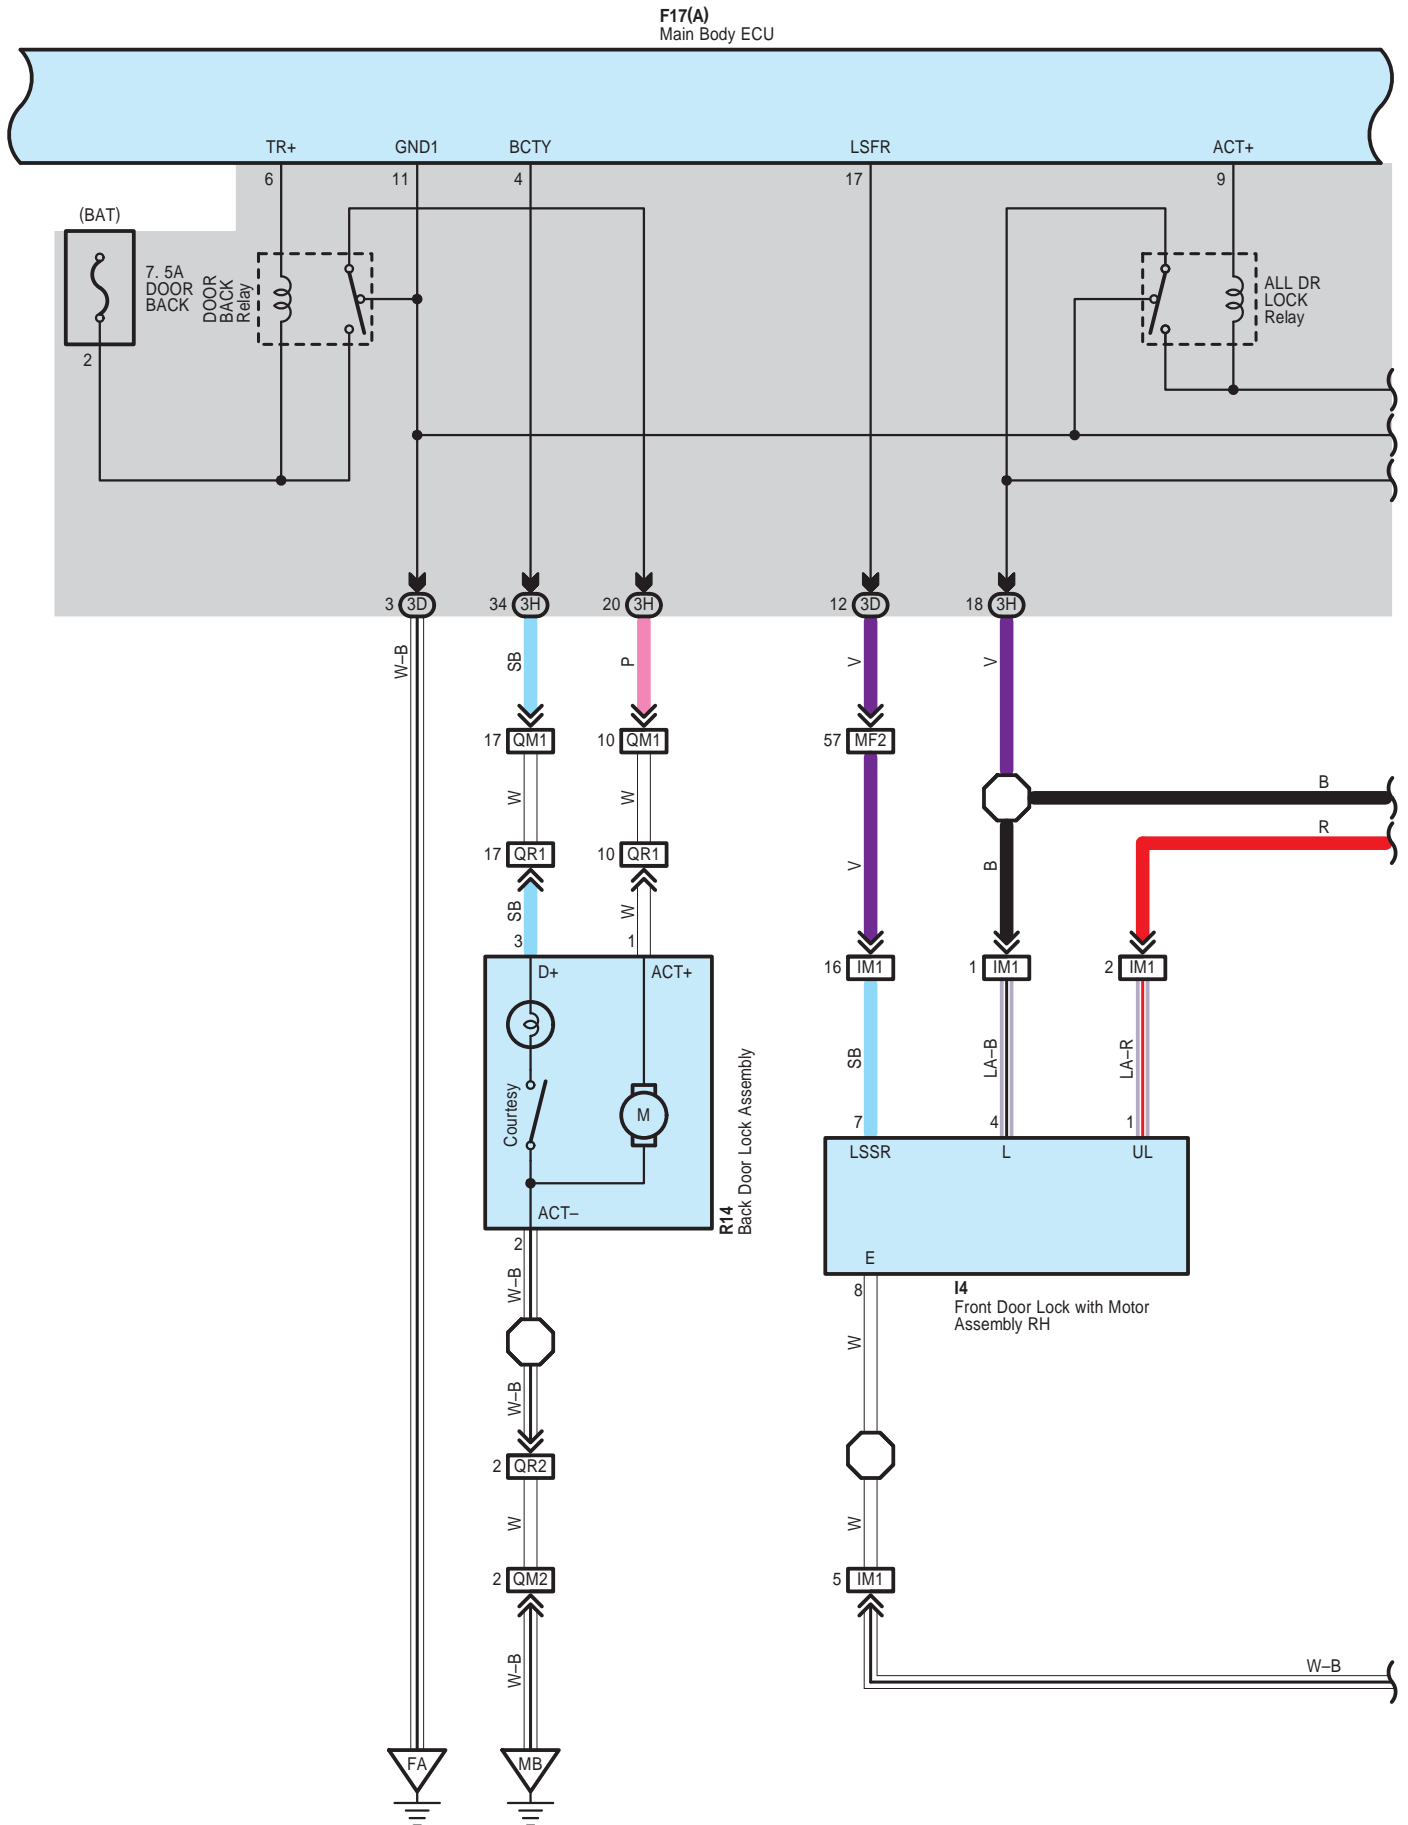 F17(A)
Main Body ECU
TR+
GND1
BCTY
LSFR
ACT+
6
11
4
17
9
(BAT)
7. 5A
DOOR
BACK
2
DOOR
BACK
Relay
ALL DR
LOCK
Relay
3 3D
34 3H
20 3H
12 3D
18 3H
W–B
SB
P
V
V
17 QM1
10 QM1
57 MF2
B
R
W
W
V
B
17 QR1
10 QR1
SB
W
3
1
16 IM1
1 IM1
2 IM1
D+
ACT+
Courtesy
M
ACT–
R14
Back Door Lock Assembly
SB
LA–B
LA–R
7
4
1
LSSR
L
UL
E
2
W–B
8
I4
Front Door Lock with Motor
Assembly RH
W
W–B
2 QR2
W
W
2 QM2
5 IM1
W–B
W–B
FA
MB